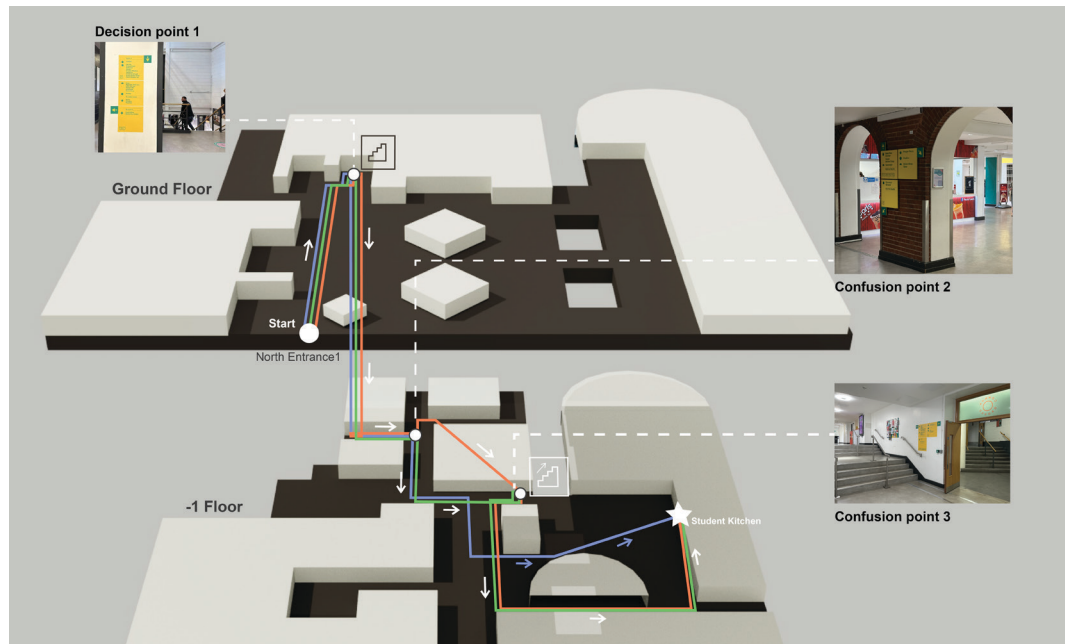 Decision point 1
Ground Floor
Confusion point 2
Start
North Entrance1
-1 Floor
Student Kitchen
Confusion point 3